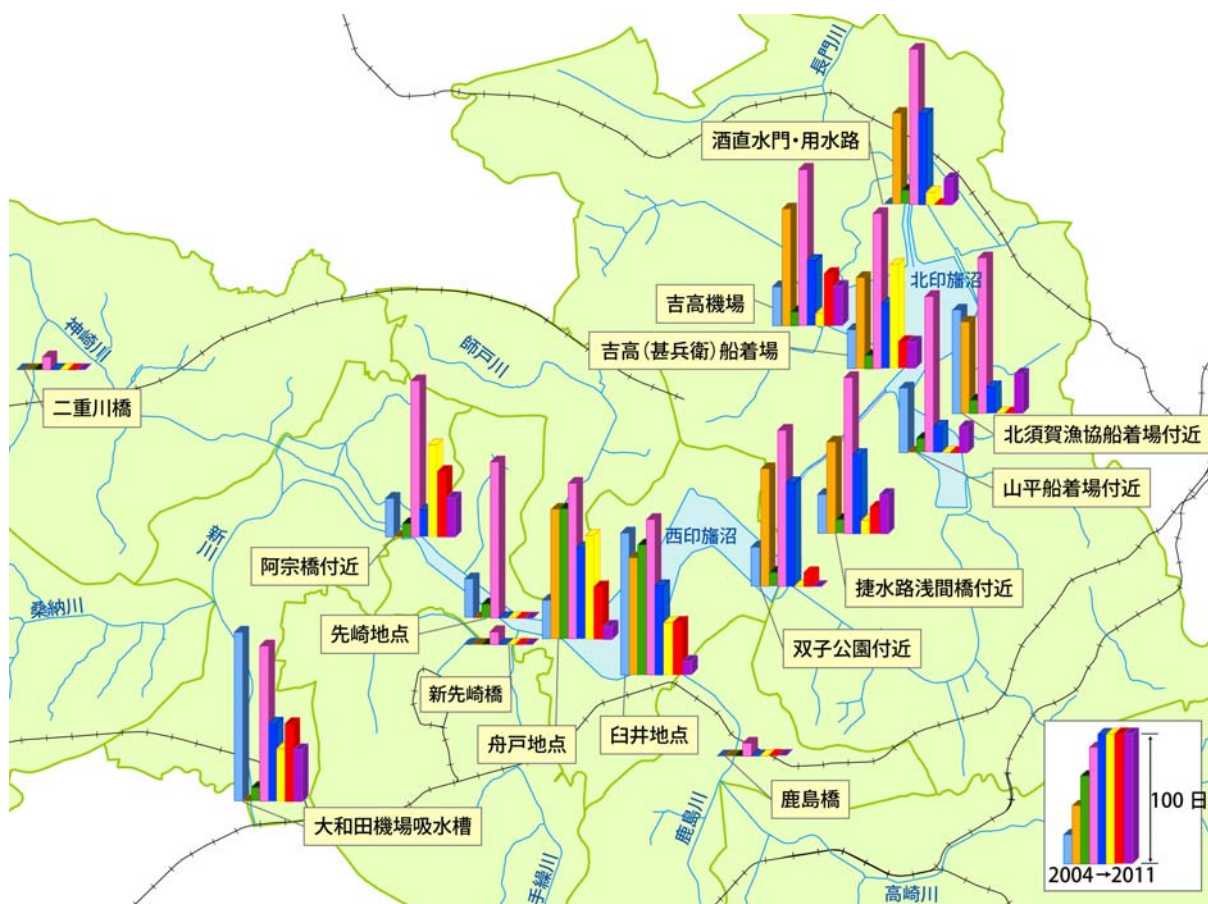 長門川
酒直水門・用水路
北印旛沼
吉高機場
神崎川
師戸川
吉高(甚兵衛)船着場
二重川橋
北須賀漁協船着場付近
山平船着場付近
新川
西印旛沼
阿宗橋付近
捷水路浅間橋付近
桑納川
先崎地点
双子公園付近
新先崎橋
舟戸地点
臼井地点
鹿島橋
100 日
大和田機場吸水槽
鹿島川
手繰川
高崎川
2004→2011